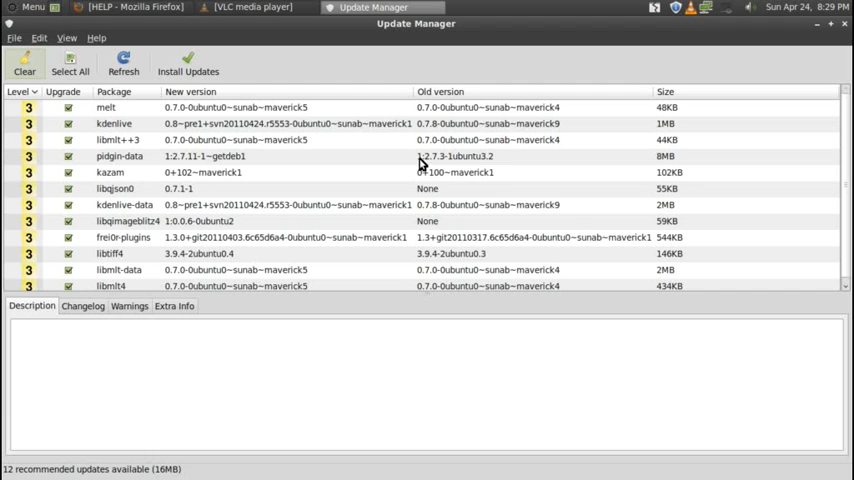 Menu [HELP - Mozilla Firefox] [VLC media player] Update Manager Sun Apr 24, 8:29 PM
Update Manager
File Edit View Help
Clear Select All Refresh Install Updates
Level Upgrade Package New version Old version Size
3 melt 0.7.0-0ubuntu0~sunab~maverick5 0.7.0-0ubuntu0~sunab~maverick4 48KB
3 kdenlive 0.8~pre1+svn20110424.r5553-0ubuntu0~sunab~maverick1 0.7.8-0ubuntu0~sunab~maverick9 1MB
3 libmlt++3 0.7.0-0ubuntu0~sunab~maverick5 0.7.0-0ubuntu0~sunab~maverick4 44KB
3 pidgin-data 1:2.7.11-1~getdeb1 1:2.7.3-1ubuntu3.2 8MB
3 kazam 0+102~maverick1 0+100~maverick1 102KB
3 libqjson0 0.7.1-1 None 55KB
3 kdenlive-data 0.8~pre1+svn20110424.r5553-0ubuntu0~sunab~maverick1 0.7.8-0ubuntu0~sunab~maverick9 2MB
3 libqimageblitz4 1:0.0.6-0ubuntu2 None 59KB
3 frei0r-plugins 1.3.0+git20110403.6c65d6a4-0ubuntu0~sunab~maverick1 1.3+git20110317.6c65d6a4-0ubuntu0~sunab~maverick1 544KB
3 libtiff4 3.9.4-2ubuntu0.4 3.9.4-2ubuntu0.3 146KB
3 libmlt-data 0.7.0-0ubuntu0~sunab~maverick5 0.7.0-0ubuntu0~sunab~maverick4 2MB
3 libmlt4 0.7.0-0ubuntu0~sunab~maverick5 0.7.0-0ubuntu0~sunab~maverick4 434KB
Description Changelog Warnings Extra Info
12 recommended updates available (16MB)